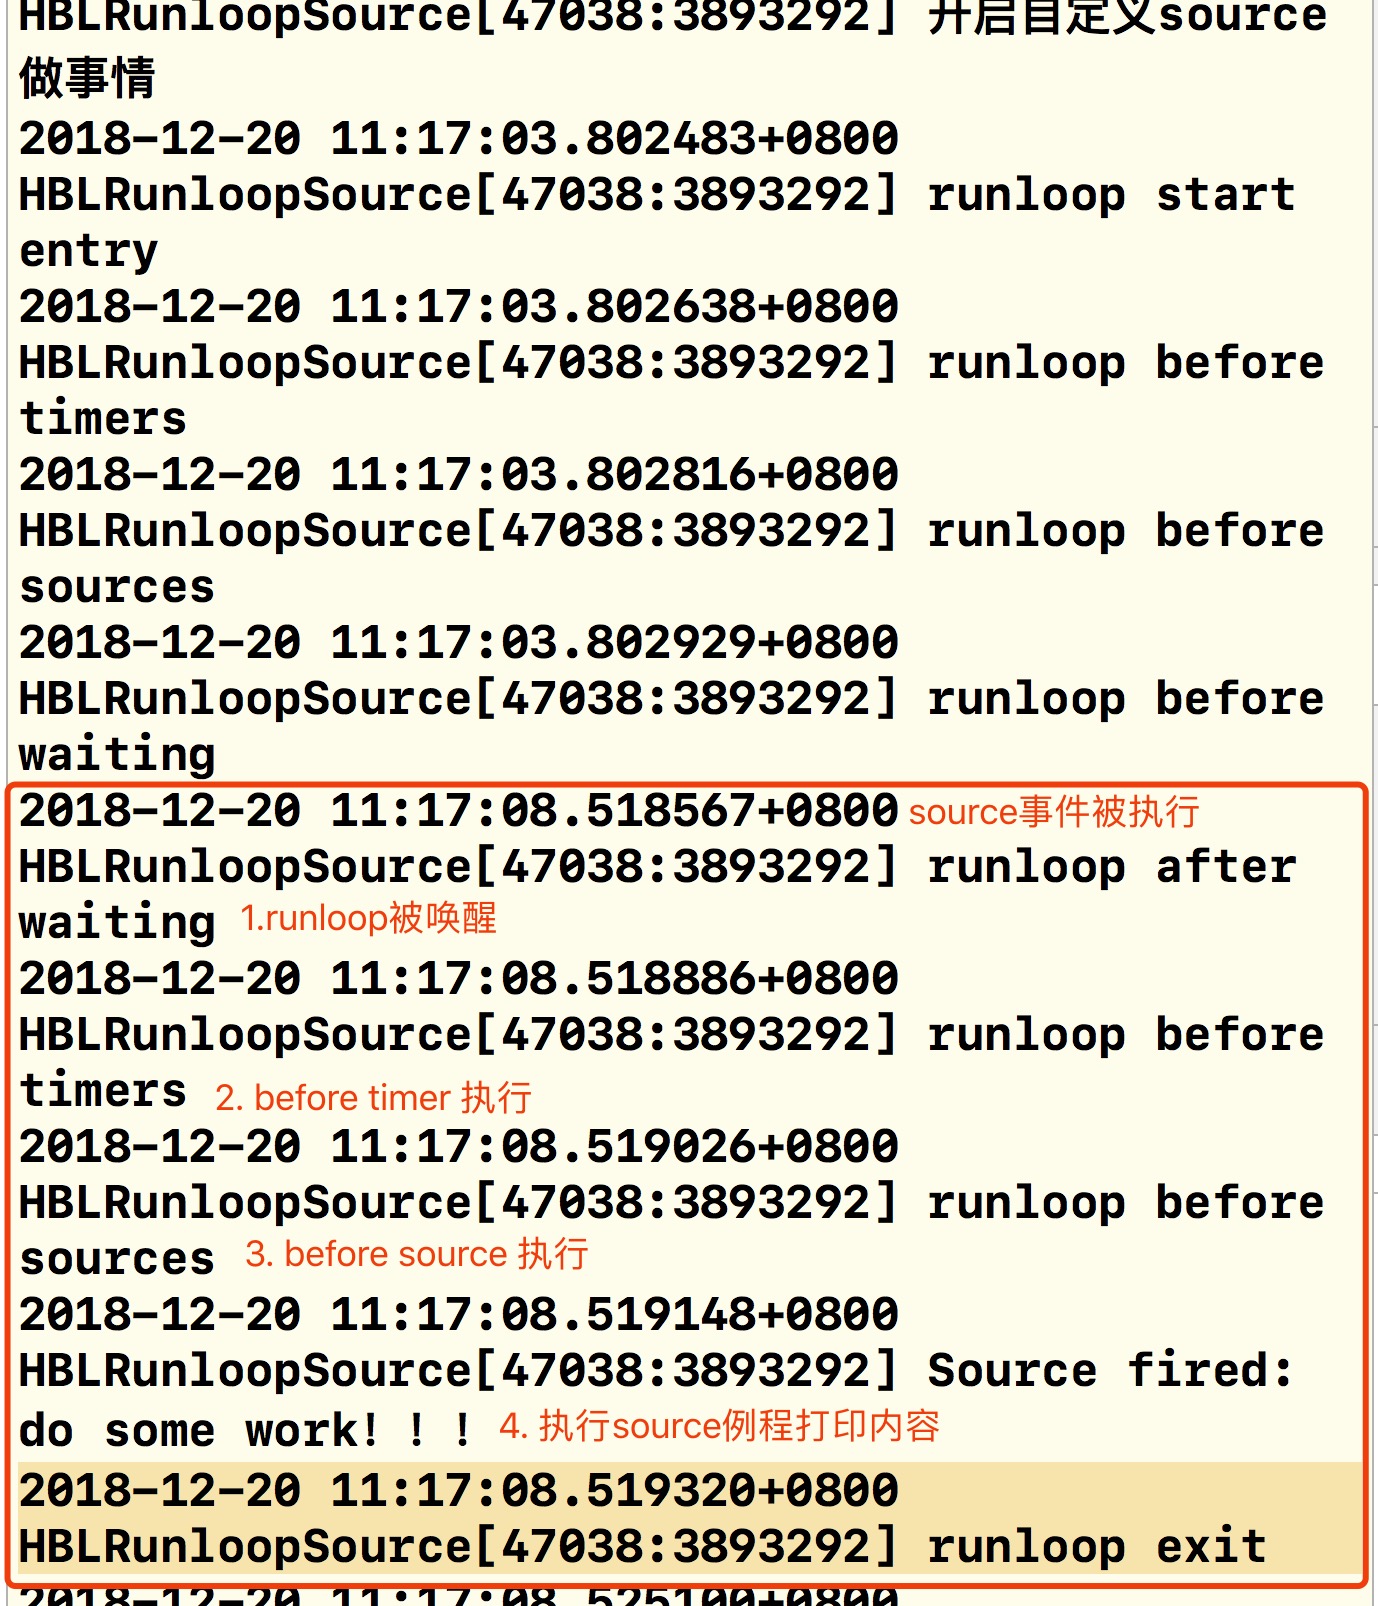 HBLRunloopSource[47038:3893292] 开启自定义source
做事情
2018-12-20 11:17:03.802483+0800
HBLRunloopSource[47038:3893292] runloop start
entry
2018-12-20 11:17:03.802638+0800
HBLRunloopSource[47038:3893292] runloop before
timers
2018-12-20 11:17:03.802816+0800
HBLRunloopSource[47038:3893292] runloop before
sources
2018-12-20 11:17:03.802929+0800
HBLRunloopSource[47038:3893292] runloop before
waiting
2018-12-20 11:17:08.518567+0800 source事件被执行
HBLRunloopSource[47038:3893292] runloop after
waiting 1.runloop被唤醒
2018-12-20 11:17:08.518886+0800
HBLRunloopSource[47038:3893292] runloop before
timers 2. before timer 执行
2018-12-20 11:17:08.519026+0800
HBLRunloopSource[47038:3893292] runloop before
sources 3. before source 执行
2018-12-20 11:17:08.519148+0800
HBLRunloopSource[47038:3893292] Source fired:
do some work！！！ 4. 执行source例程打印内容
2018-12-20 11:17:08.519320+0800
HBLRunloopSource[47038:3893292] runloop exit
2018-12-20 11:17:08.525100+0800